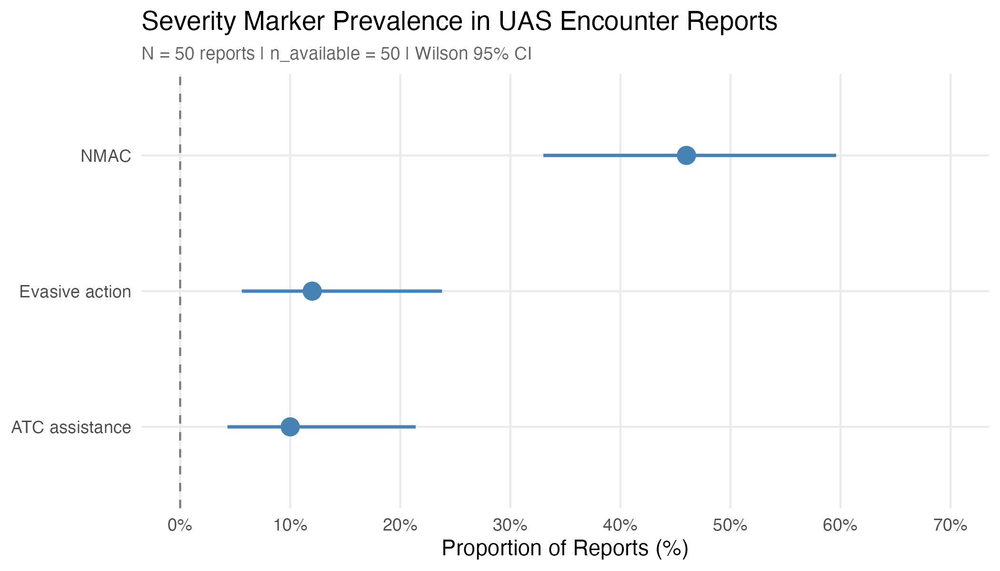 Severity Marker Prevalence in UAS Encounter Reports
N = 50 reports | n_available = 50 | Wilson 95% CI
NMAC
Evasive action
ATC assistance
0% 10% 20% 30% 40% 50% 60% 70%
Proportion of Reports (%)